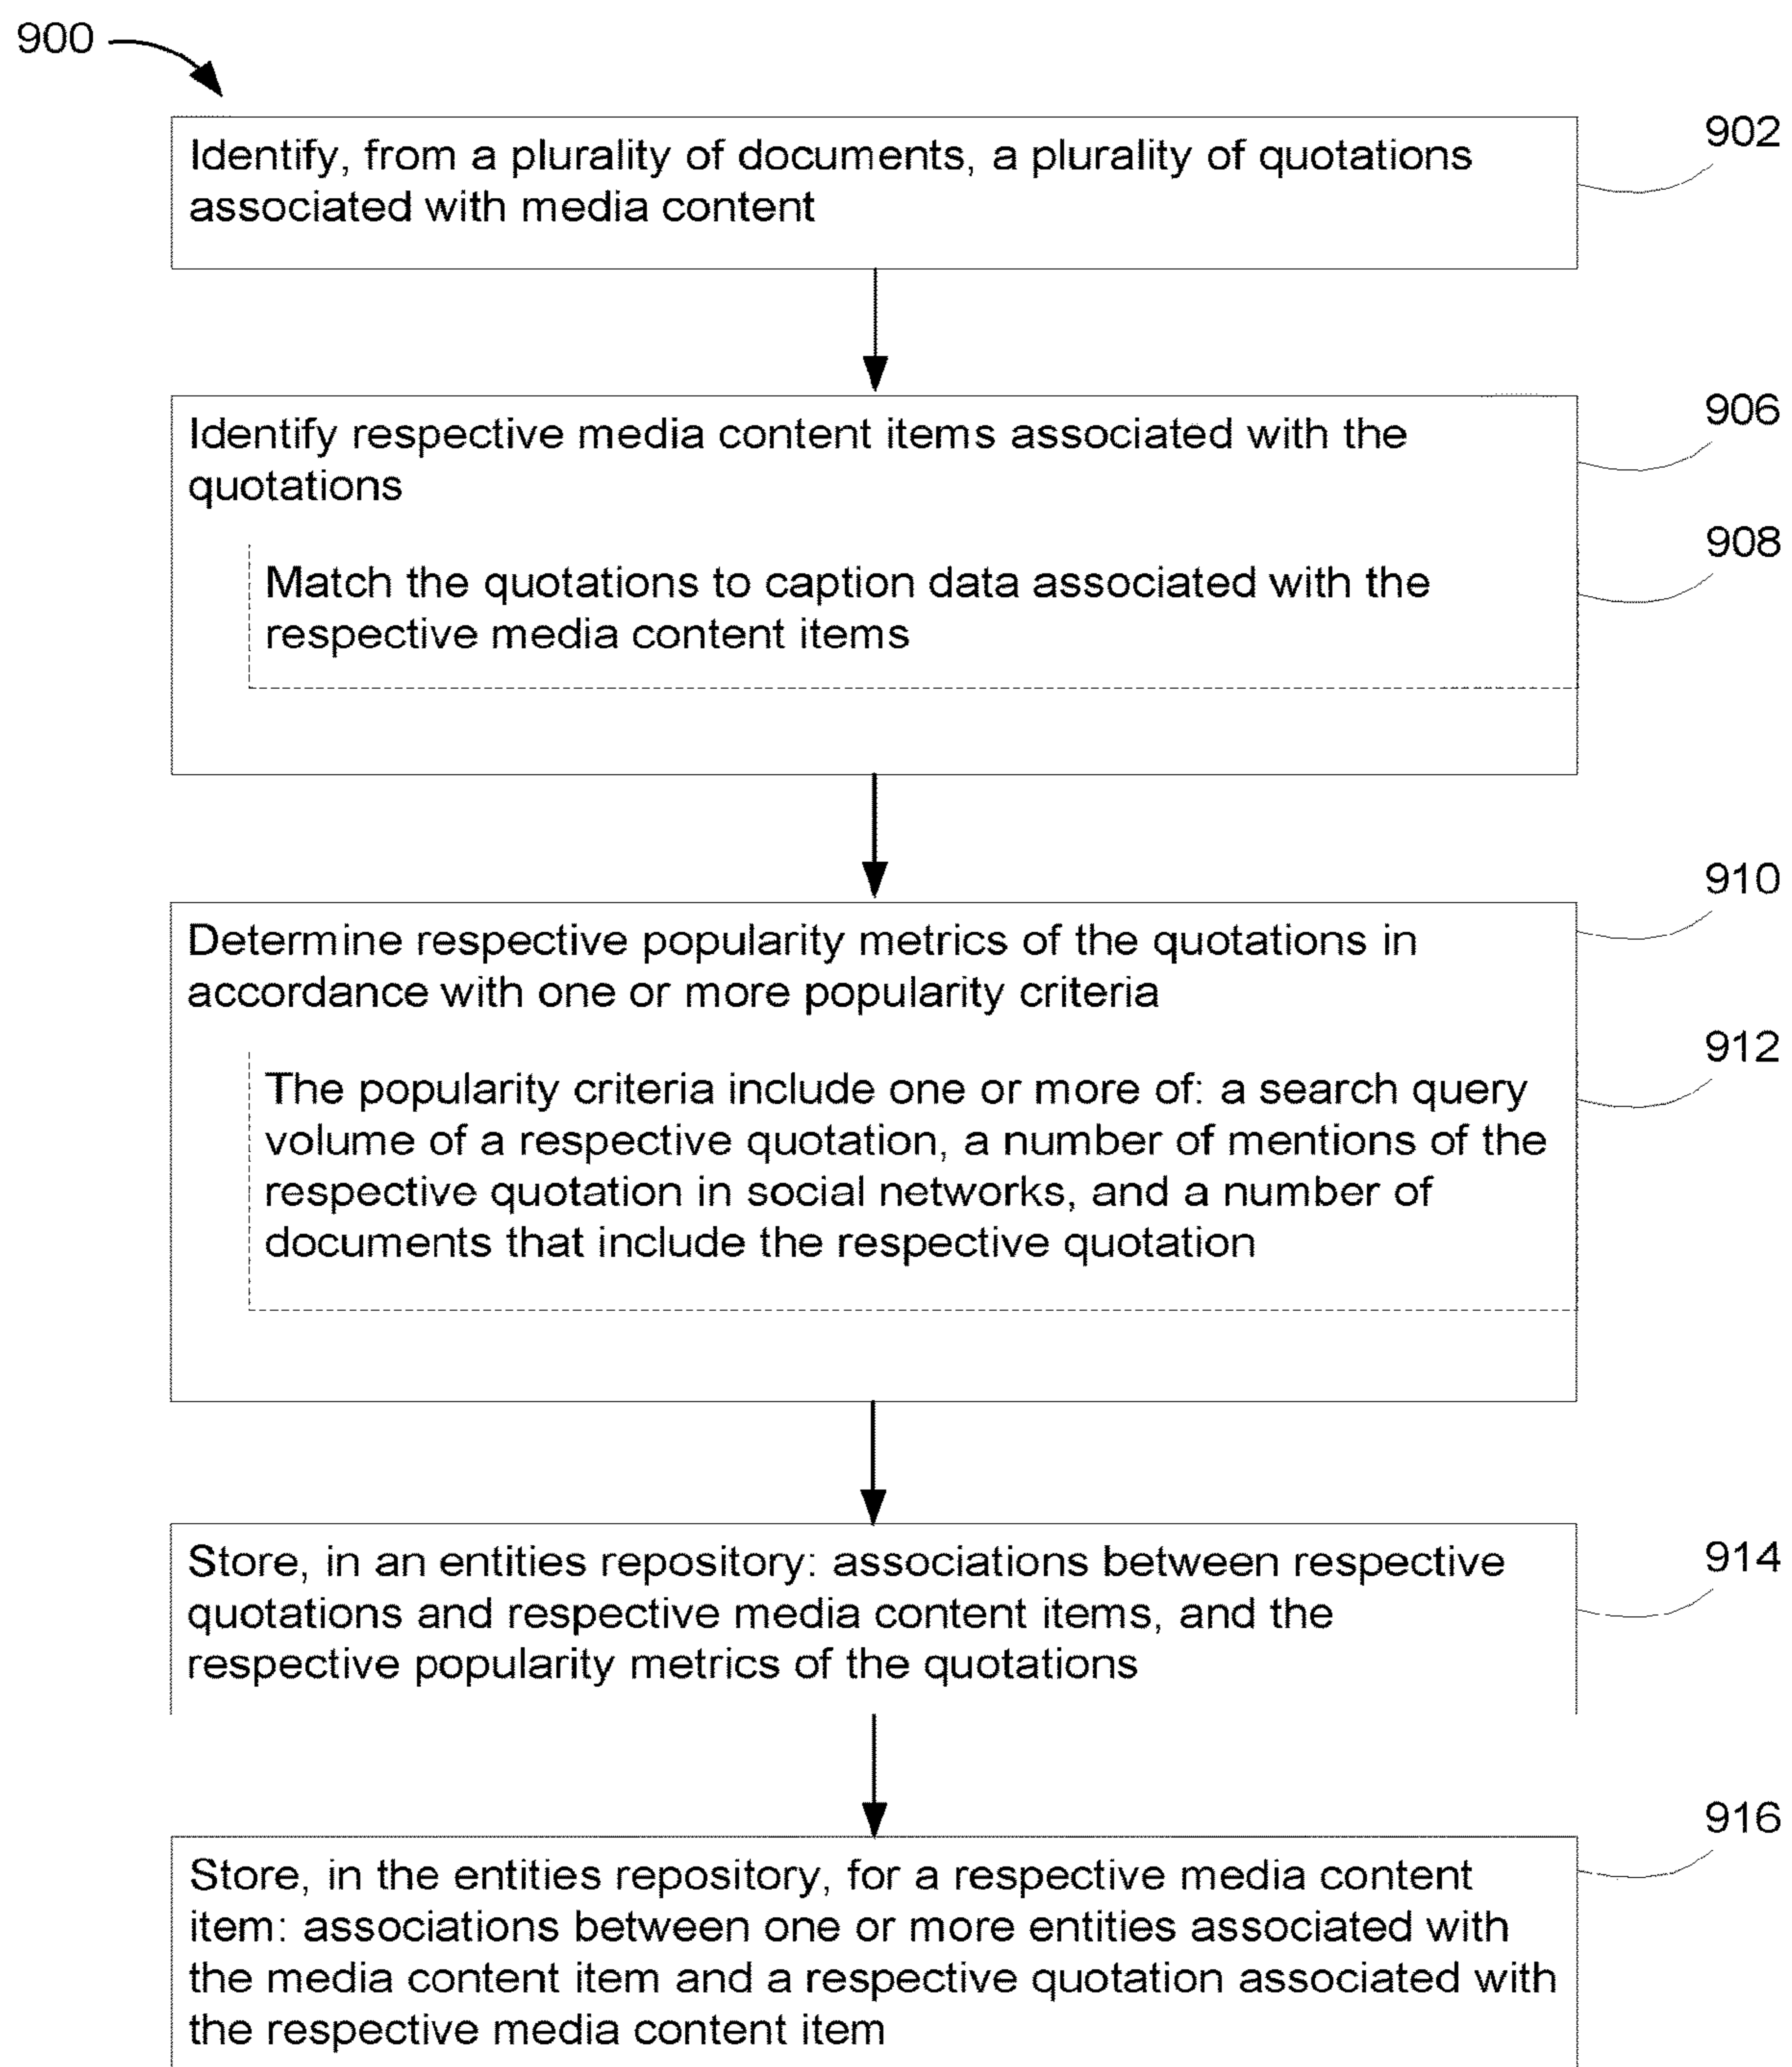 900
902
Identify, from a plurality of documents, a plurality of quotations
associated with media content
906
Identify respective media content items associated with the
quotations
908
Match the quotations to caption data associated with the
respective media content items
910
Determine respective popularity metrics of the quotations in
accordance with one or more popularity criteria
912
The popularity criteria include one or more of: a search query
volume of a respective quotation, a number of mentions of the
respective quotation in social networks, and a number of
documents that include the respective quotation
914
Store, in an entities repository: associations between respective
quotations and respective media content items, and the
respective popularity metrics of the quotations
916
Store, in the entities repository, for a respective media content
item: associations between one or more entities associated with
the media content item and a respective quotation associated with
the respective media content item